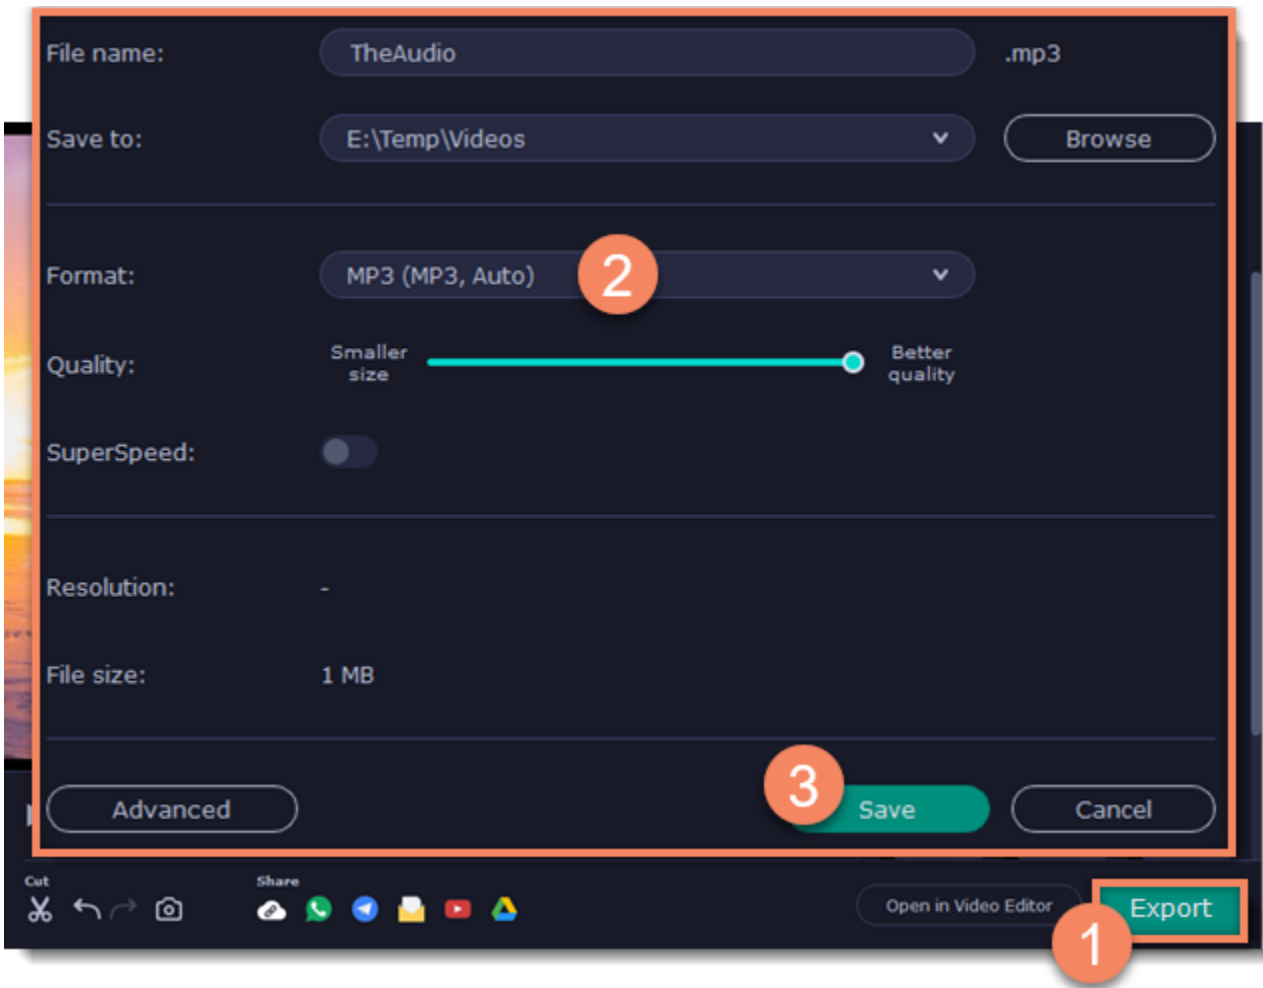 File name: TheAudio .mp3
Save to: E:\Temp\Videos Browse
Format: MP3 (MP3, Auto) 2
Quality: Smaller size Better quality
SuperSpeed:
Resolution: -
File size: 1 MB
Advanced 3 Save Cancel
Cut Share
Open in Video Editor 1 Export